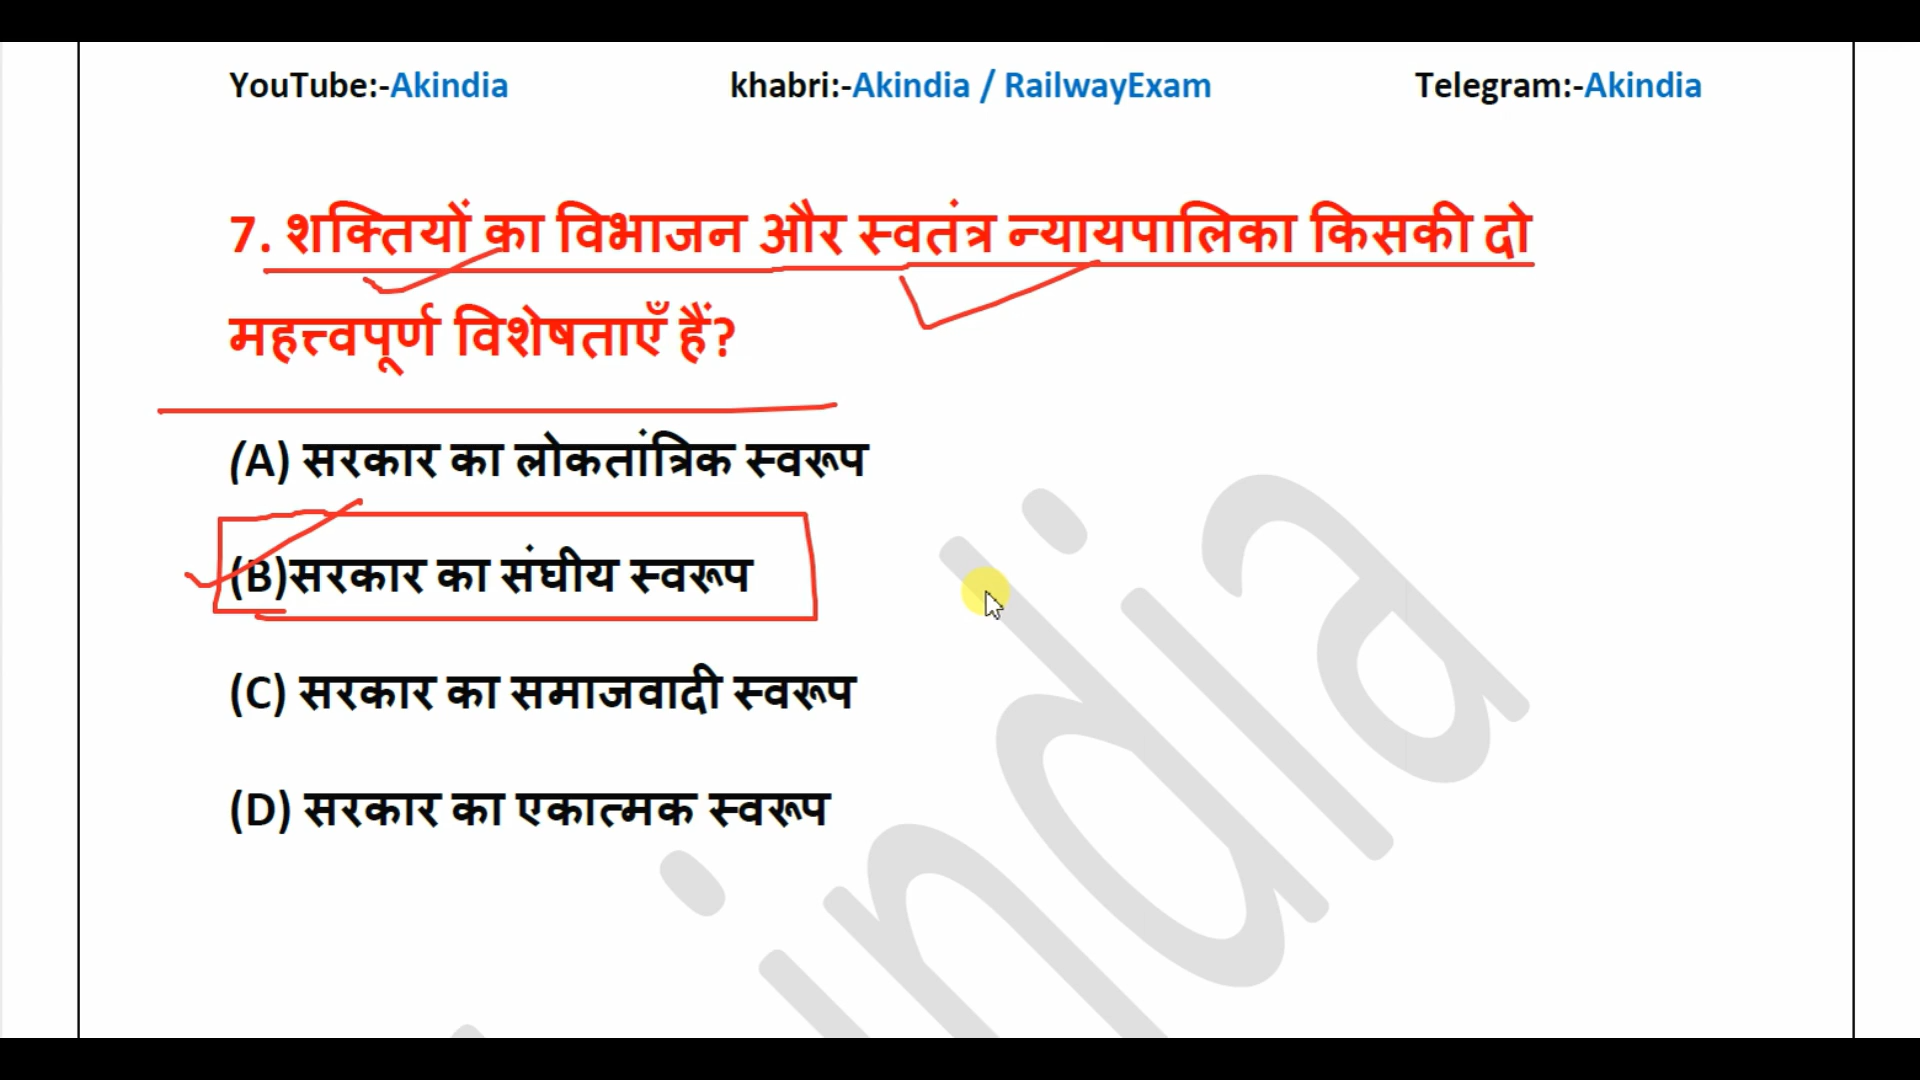 YouTube:-Akindia khabri:-Akindia / RailwayExam Telegram:-Akindia
7. शक्तियों का विभाजन और स्वतंत्र न्यायपालिका किसकी दो
महत्त्वपूर्ण विशेषताएँ हैं?
(A) सरकार का लोकतांत्रिक स्वरूप
(B)सरकार का संघीय स्वरूप
(C) सरकार का समाजवादी स्वरूप
(D) सरकार का एकात्मक स्वरूप
india